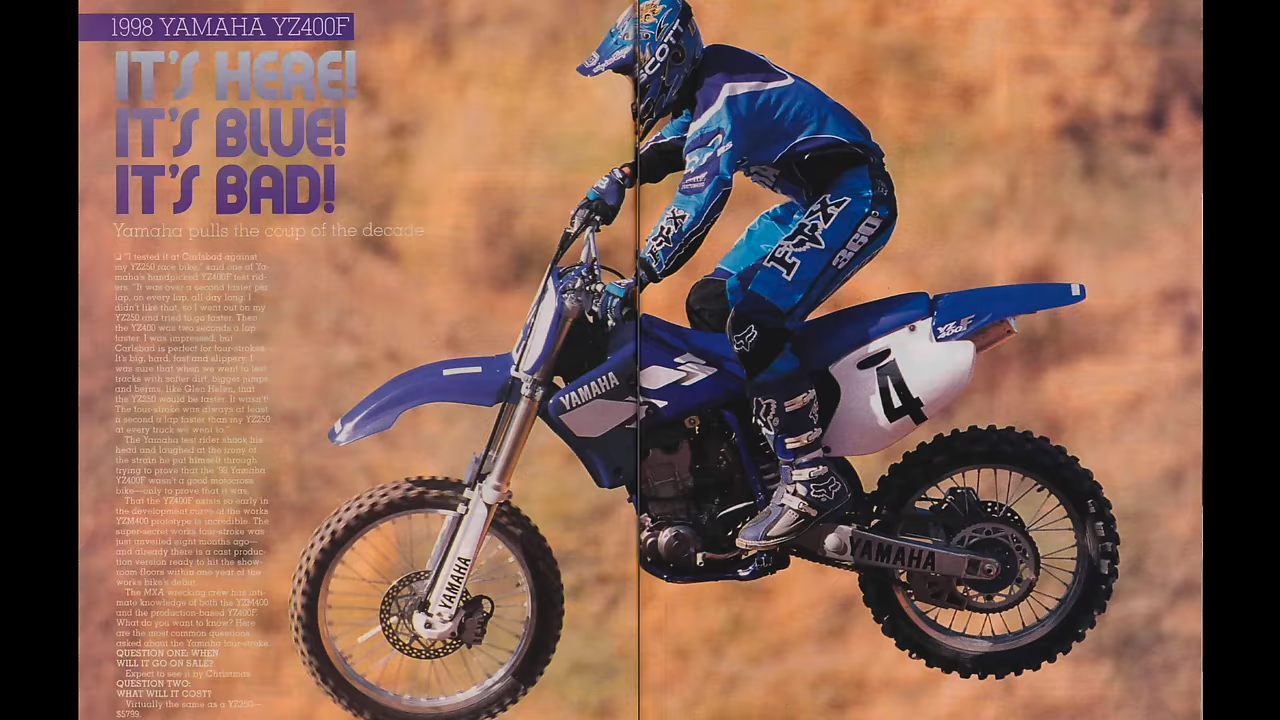 1998 YAMAHA YZ400F
IT'S HERE!
IT'S BLUE!
IT'S BAD!
Yamaha pulls the coup of the decade
❏ "I tested it at Carlsbad against
my YZ250 race bike," said one of Ya-
maha's handpicked YZ400F test rid-
ers. "It was over a second faster per
lap, on every lap, all day long. I
didn't like that, so I went out on my
YZ250 and tried to go faster. Then
the YZ400 was two seconds a lap
faster. I was impressed, but
Carlsbad is perfect for four-strokes.
It's big, hard, fast and slippery. I
was sure that when we went to test
tracks with softer dirt, bigger jumps
and berms, like Glen Helen, that
the YZ250 would be faster. It wasn't!
The four-stroke was always at least
a second a lap faster than my YZ250
at every track we went to."
The Yamaha test rider shook his
head and laughed at the irony of
the strain he put himself through
trying to prove that the '98 Yamaha
YZ400F wasn't a good motocross
bike—only to prove that it was.
That the YZ400F exists so early in
the development curve of the works
YZM400 prototype is incredible. The
super-secret works four-stroke was
just unveiled eight months ago—
and already there is a cast produc-
tion version ready to hit the show-
room floors within one year of the
works bike's debut.
The MXA wrecking crew has inti-
mate knowledge of both the YZM400
and the production-based YZ400F.
What do you want to know? Here
are the most common questions
asked about the Yamaha four-stroke.
QUESTION ONE: WHEN
WILL IT GO ON SALE?
Expect to see it by Christmas.
QUESTION TWO:
WHAT WILL IT COST?
Virtually the same as a YZ250—
$5799.
SCOTT
FOX
FOX
360
YAMAHA
YZ
400F
4
YAMAHA
YAMAHA